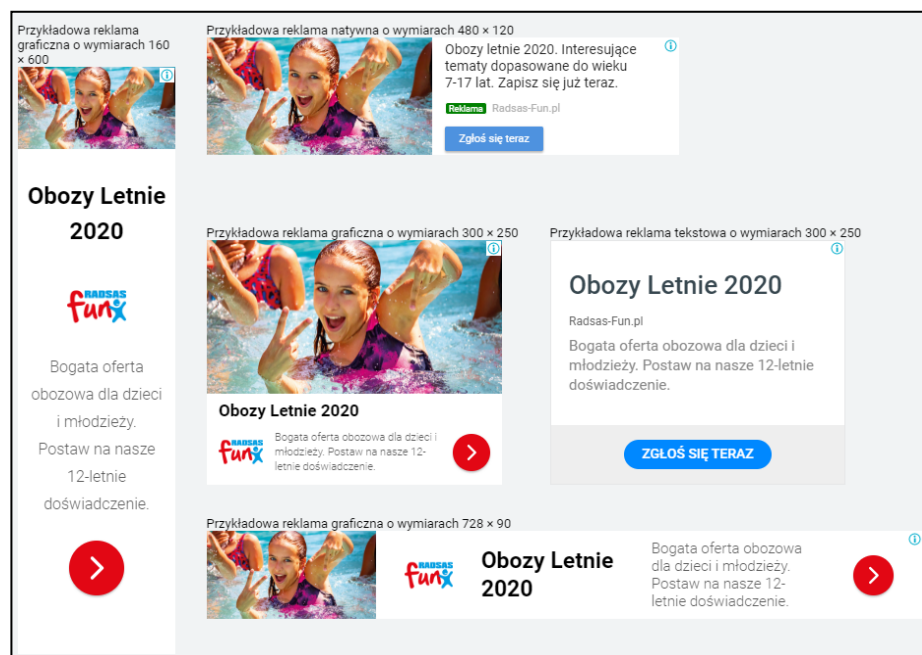 Przykładowa reklama
graficzna o wymiarach 160
× 600
Obozy Letnie
2020
RADSAS
fun
Bogata oferta
obozowa dla dzieci
i młodzieży.
Postaw na nasze
12-letnie
doświadczenie.
Przykładowa reklama natywna o wymiarach 480 × 120
Obozy letnie 2020. Interesujące
tematy dopasowane do wieku
7-17 lat. Zapisz się już teraz.
Reklama Radsas-Fun.pl
Zgłoś się teraz
Przykładowa reklama graficzna o wymiarach 300 × 250
Obozy Letnie 2020
RADSAS
fun
Bogata oferta obozowa dla dzieci i
młodzieży. Postaw na nasze 12-
letnie doświadczenie.
Przykładowa reklama tekstowa o wymiarach 300 × 250
Obozy Letnie 2020
Radsas-Fun.pl
Bogata oferta obozowa dla dzieci i
młodzieży. Postaw na nasze 12-letnie
doświadczenie.
ZGŁOŚ SIĘ TERAZ
Przykładowa reklama graficzna o wymiarach 728 × 90
RADSAS
fun
Obozy Letnie
2020
Bogata oferta obozowa
dla dzieci i młodzieży.
Postaw na nasze 12-
letnie doświadczenie.